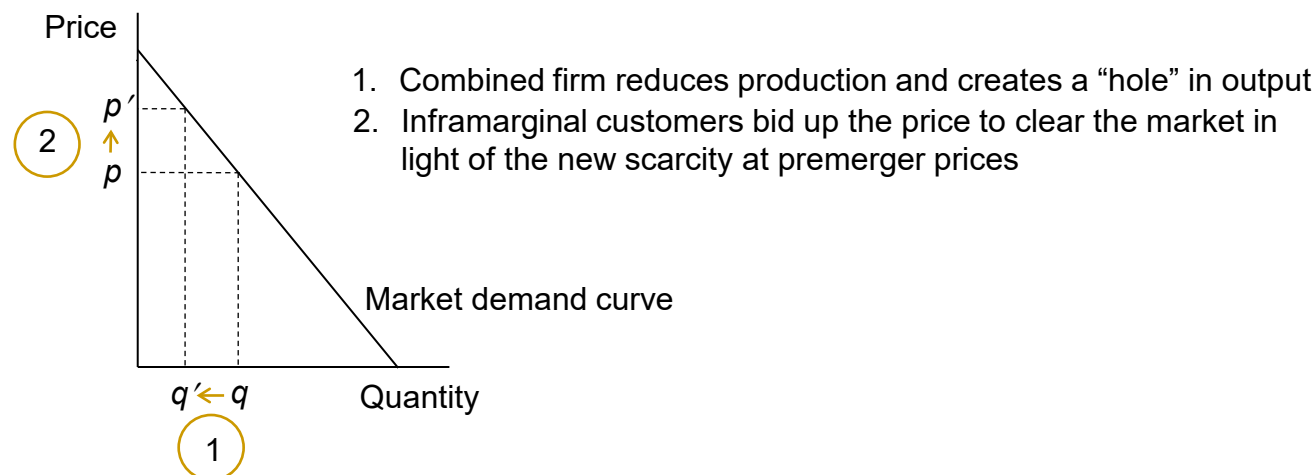 Price
1. Combined firm reduces production and creates a “hole” in output
p′
2. Inframarginal customers bid up the price to clear the market in
light of the new scarcity at premerger prices
2
p
Market demand curve
q′ q
Quantity
1